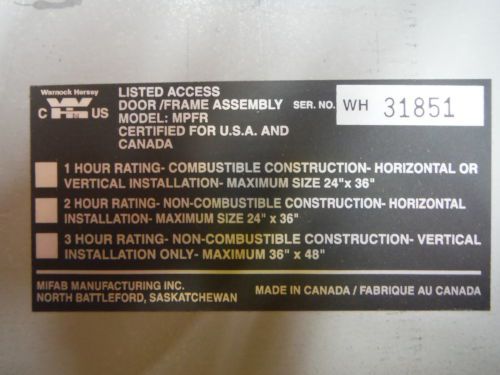 Warnock Hersey
C WH US
LISTED ACCESS
DOOR /FRAME ASSEMBLY SER. NO. WH 31851
MODEL: MPFR
CERTIFIED FOR U.S.A. AND
CANADA
1 HOUR RATING- COMBUSTIBLE CONSTRUCTION- HORIZONTAL OR
VERTICAL INSTALLATION- MAXIMUM SIZE 24"x 36"
2 HOUR RATING- NON-COMBUSTIBLE CONSTRUCTION- HORIZONTAL
INSTALLATION- MAXIMUM SIZE 24" x 36"
3 HOUR RATING- NON-COMBUSTIBLE CONSTRUCTION- VERTICAL
INSTALLATION ONLY- MAXIMUM 36" x 48"
MIFAB MANUFACTURING INC.
NORTH BATTLEFORD, SASKATCHEWAN
MADE IN CANADA / FABRIQUE AU CANADA